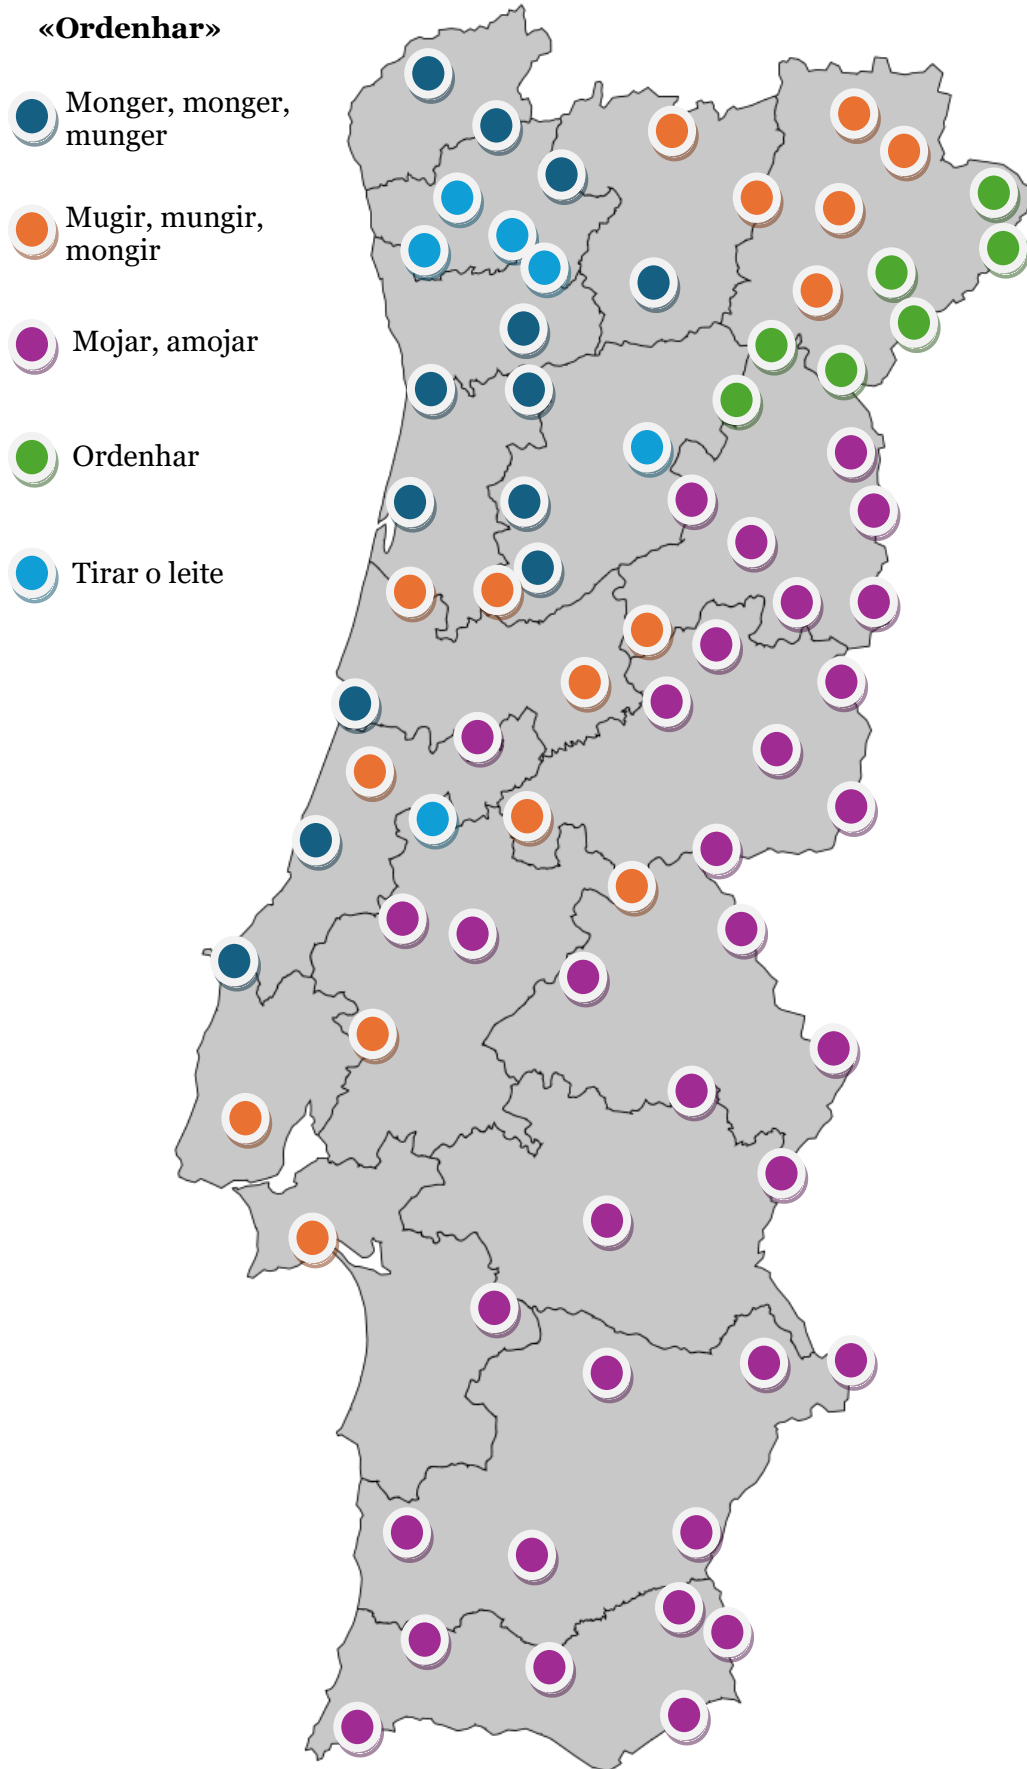 «Ordenhar»
Monger, monger,
munger
Mugir, mungir,
mongir
Mojar, amojar
Ordenhar
Tirar o leite